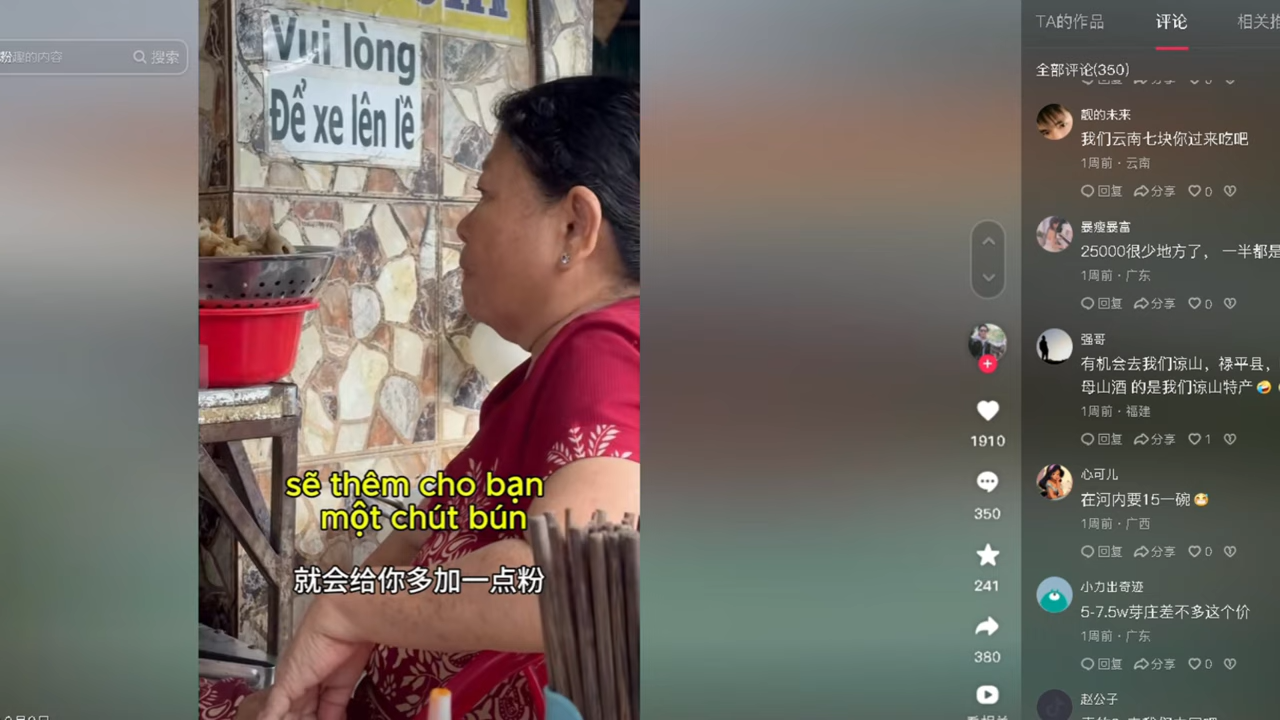 粉趣的内容
搜索
Vui lòng
Để xe lên lề
sẽ thêm cho bạn
một chút bún
就会给你多加一点粉
1910
350
241
380
TA的作品
评论
全部评论(350)
靓的未来
我们云南七块你过来吃吧
1周前·云南
回复
分享
0
暴瘦暴富
25000很少地方了，一半都是
1周前·广东
回复
分享
0
强哥
有机会去我们谅山，禄平县，
母山酒 的是我们谅山特产
1周前·福建
回复
分享
1
心可儿
在河内要15一碗
1周前·广西
回复
分享
0
小力出奇迹
5-7.5w芽庄差不多这个价
1周前·广东
回复
分享
0
赵公子